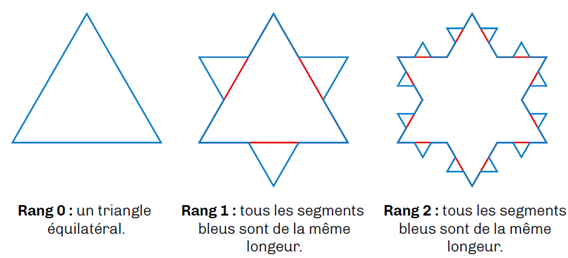 Rang 0 : un triangle
équilatéral.
Rang 1 : tous les segments
bleus sont de la même
longeur.
Rang 2 : tous les segments
bleus sont de la même
longeur.